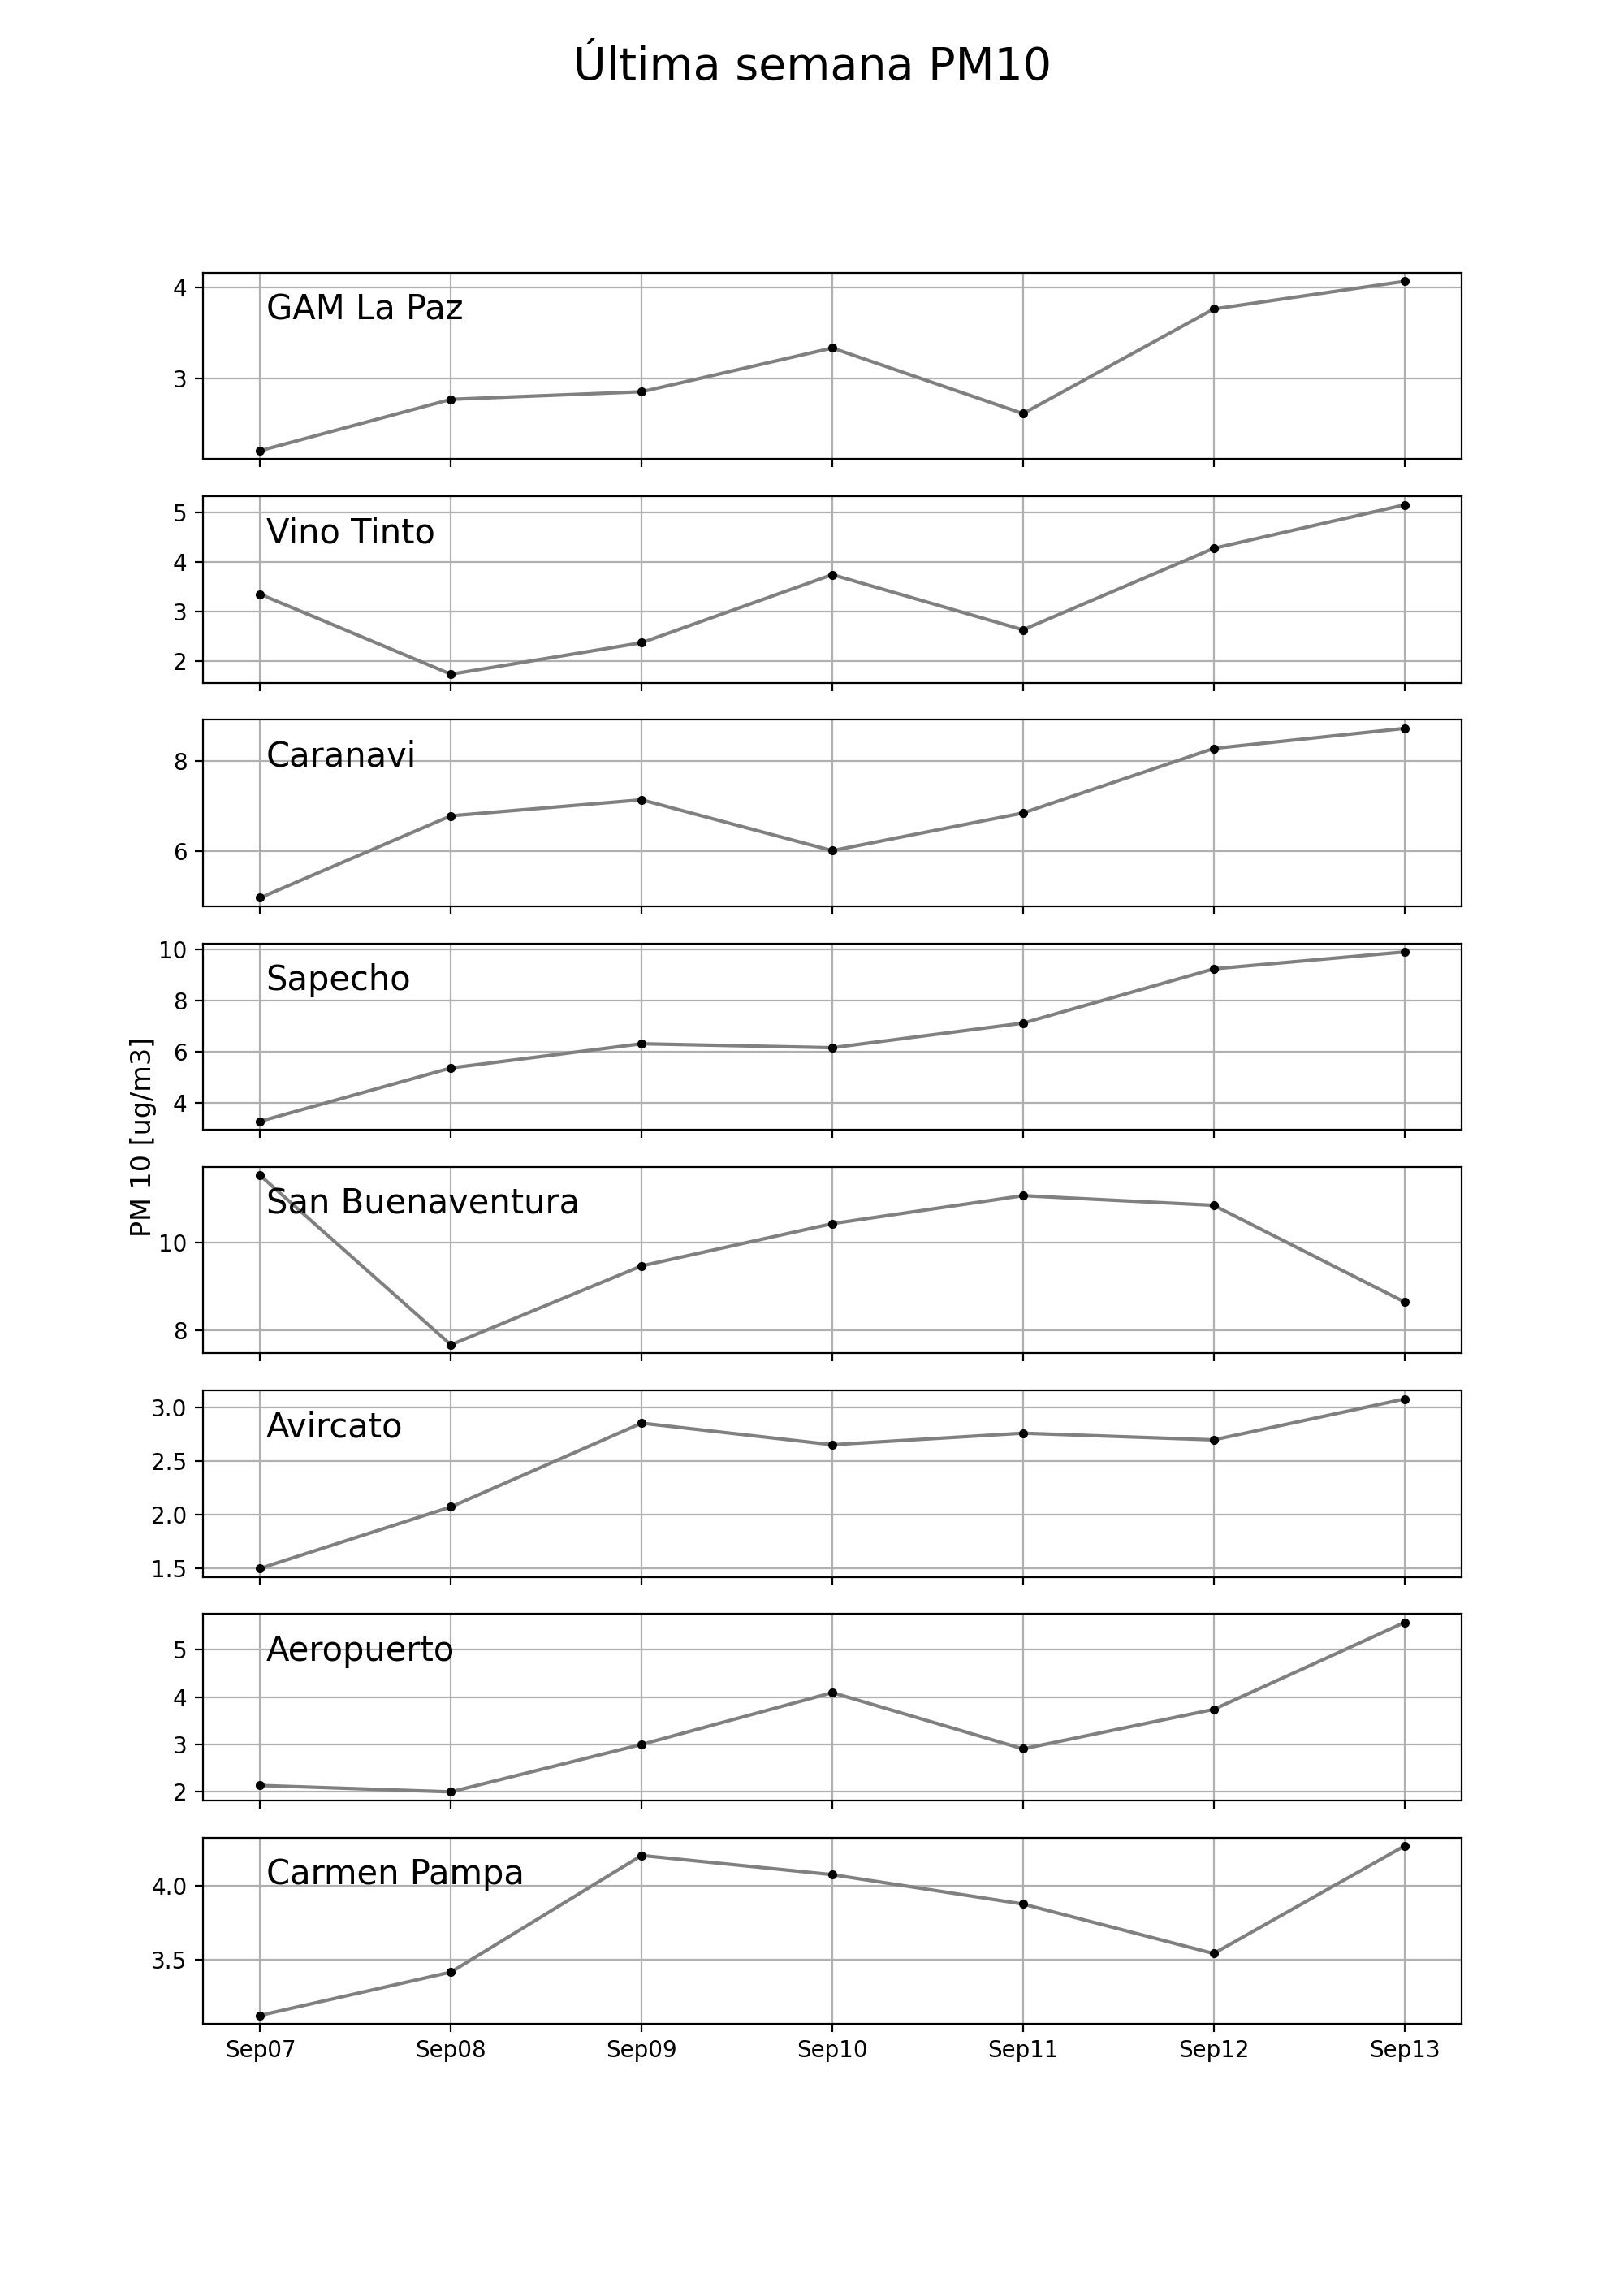 Última semana PM10
4
GAM La Paz
3
5
Vino Tinto
4
3
2
8
Caranavi
6
10
Sapecho
8
6
4
PM 10 [ug/m3]
San Buenaventura
10
8
3.0
Avircato
2.5
2.0
1.5
5
Aeropuerto
4
3
2
Carmen Pampa
4.0
3.5
Sep07 Sep08 Sep09 Sep10 Sep11 Sep12 Sep13